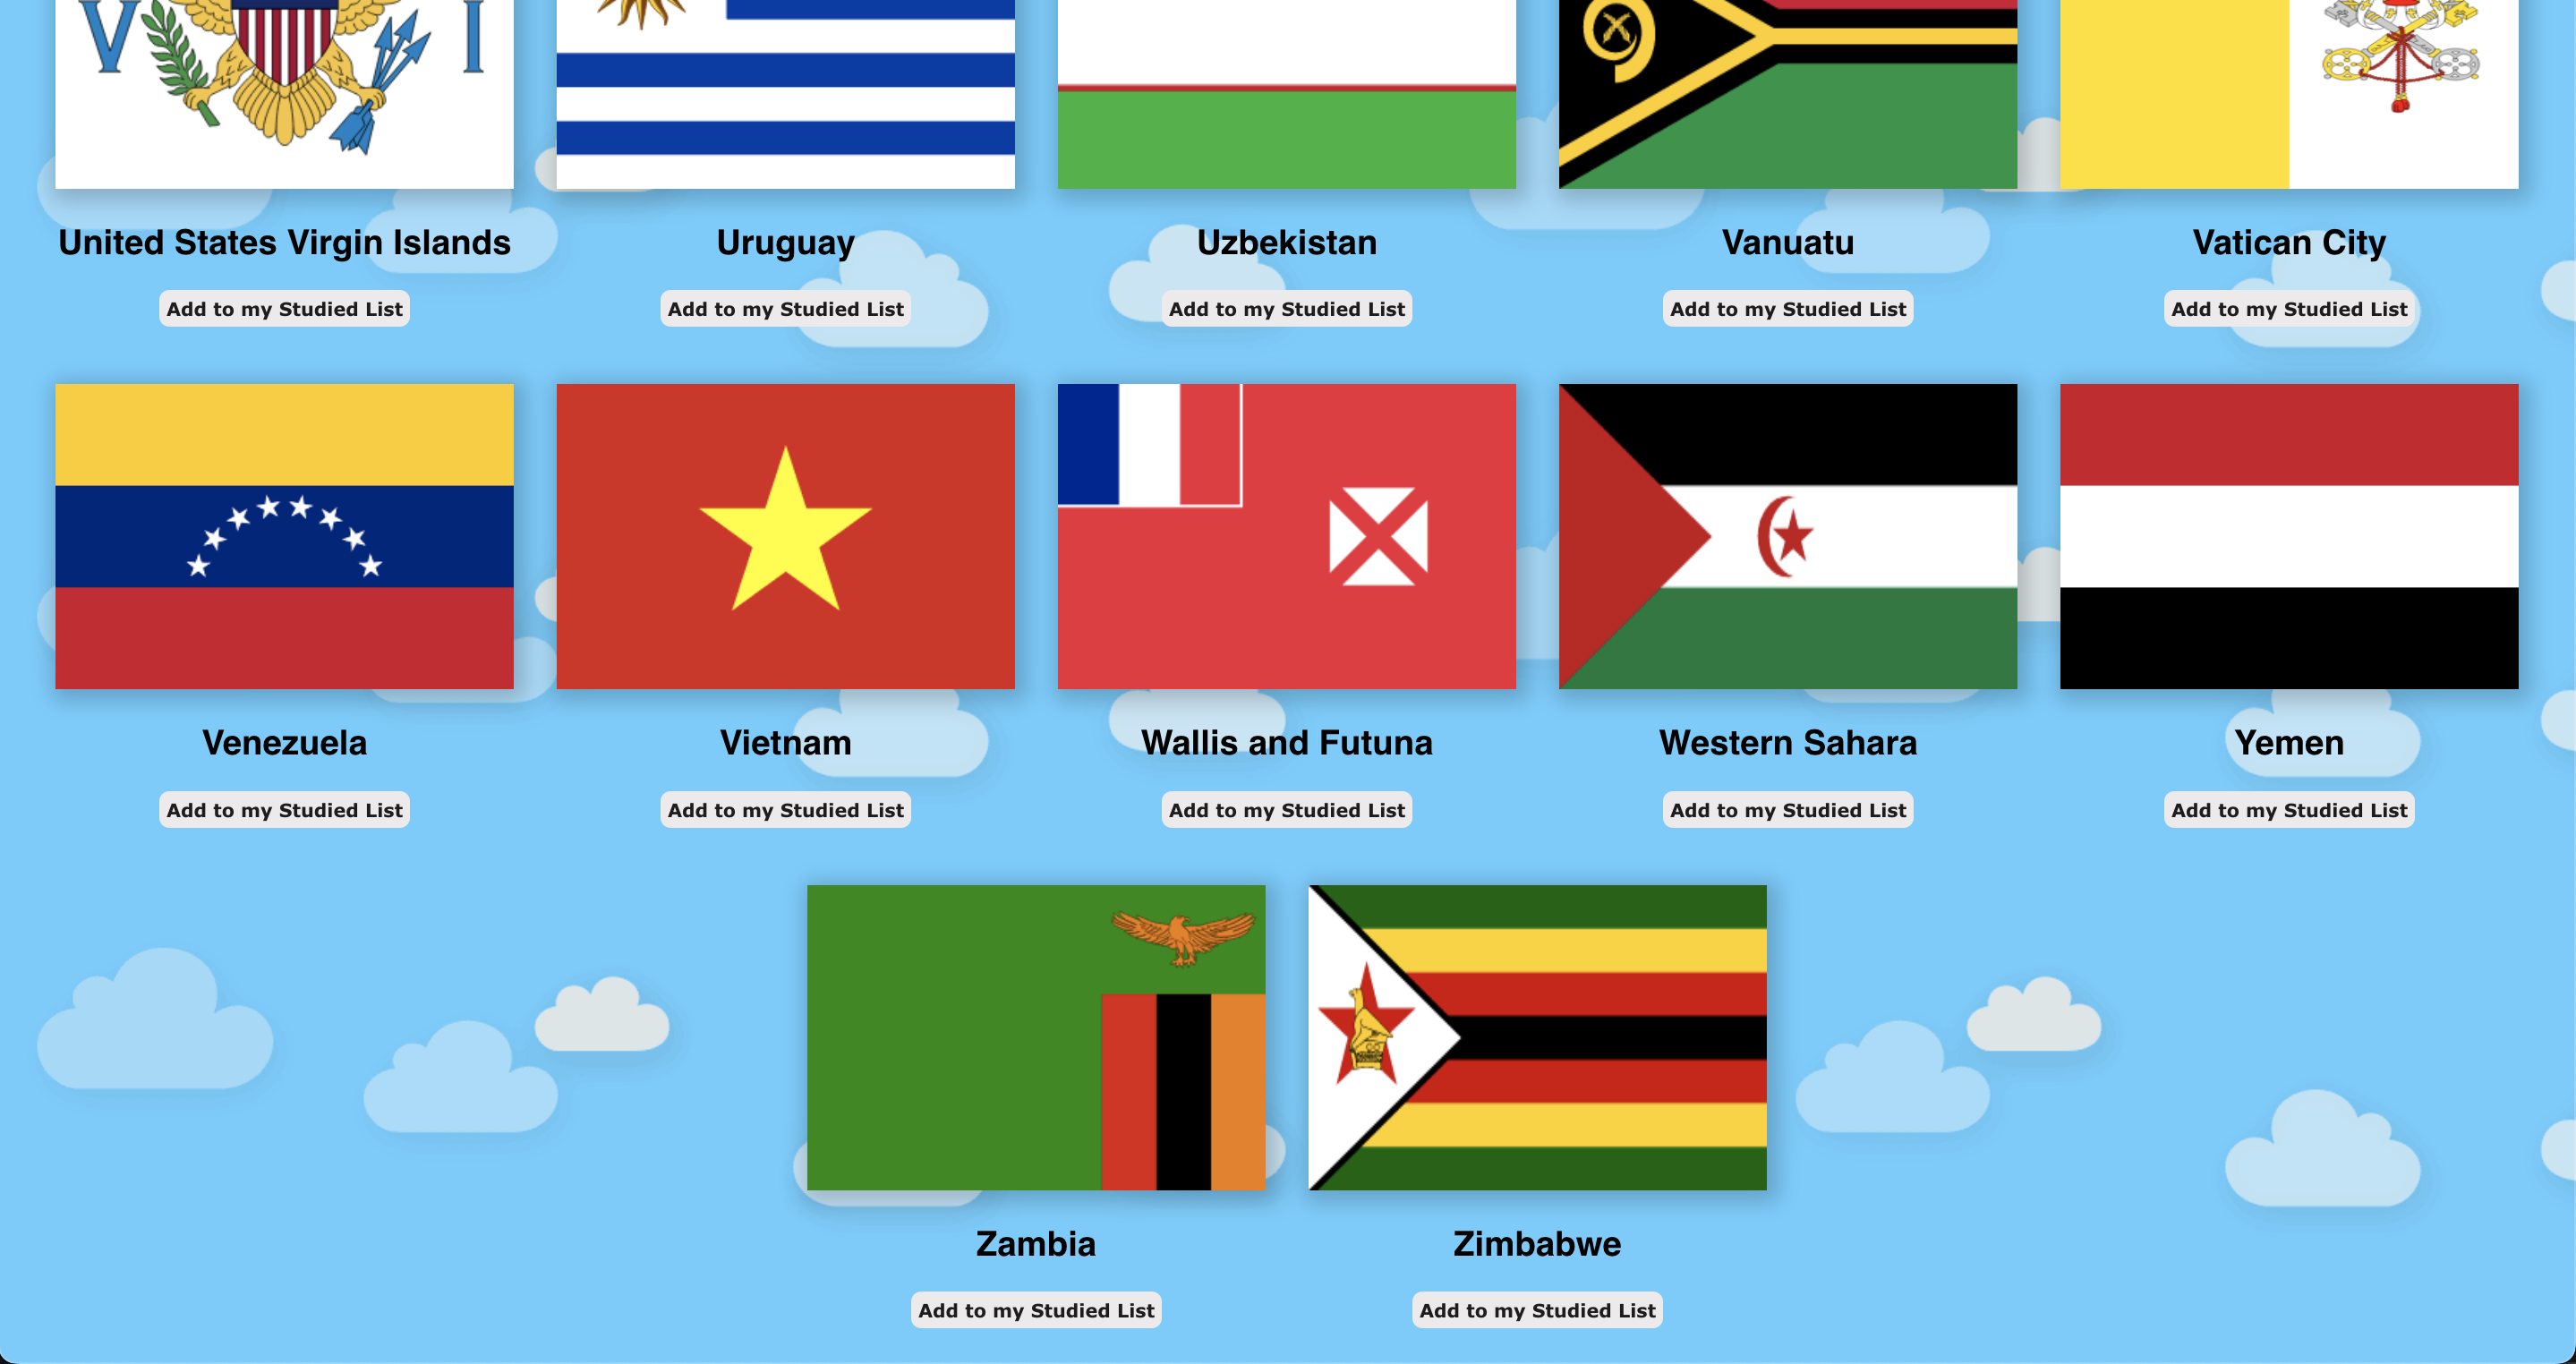 V I
United States Virgin Islands
Uruguay
Uzbekistan
Vanuatu
Vatican City
Add to my Studied List
Add to my Studied List
Add to my Studied List
Add to my Studied List
Add to my Studied List
Venezuela
Vietnam
Wallis and Futuna
Western Sahara
Yemen
Add to my Studied List
Add to my Studied List
Add to my Studied List
Add to my Studied List
Add to my Studied List
Zambia
Zimbabwe
Add to my Studied List
Add to my Studied List